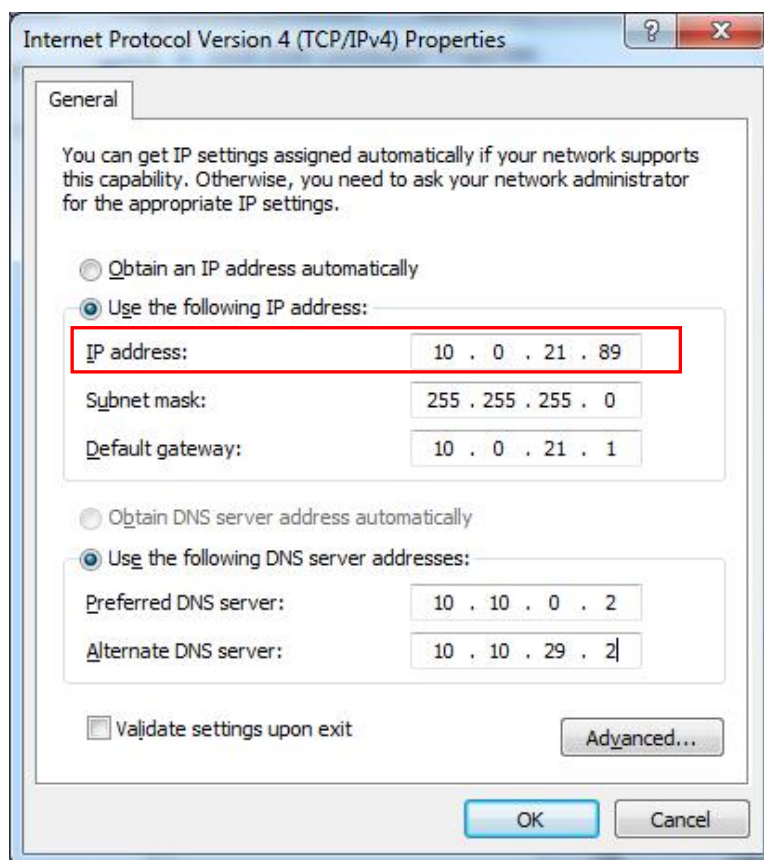 Internet Protocol Version 4 (TCP/IPv4) Properties
General
You can get IP settings assigned automatically if your network supports
this capability. Otherwise, you need to ask your network administrator
for the appropriate IP settings.
Obtain an IP address automatically
Use the following IP address:
IP address: 10 . 0 . 21 . 89
Subnet mask: 255 . 255 . 255 . 0
Default gateway: 10 . 0 . 21 . 1
Obtain DNS server address automatically
Use the following DNS server addresses:
Preferred DNS server: 10 . 10 . 0 . 2
Alternate DNS server: 10 . 10 . 29 . 2
Validate settings upon exit
Advanced...
OK Cancel